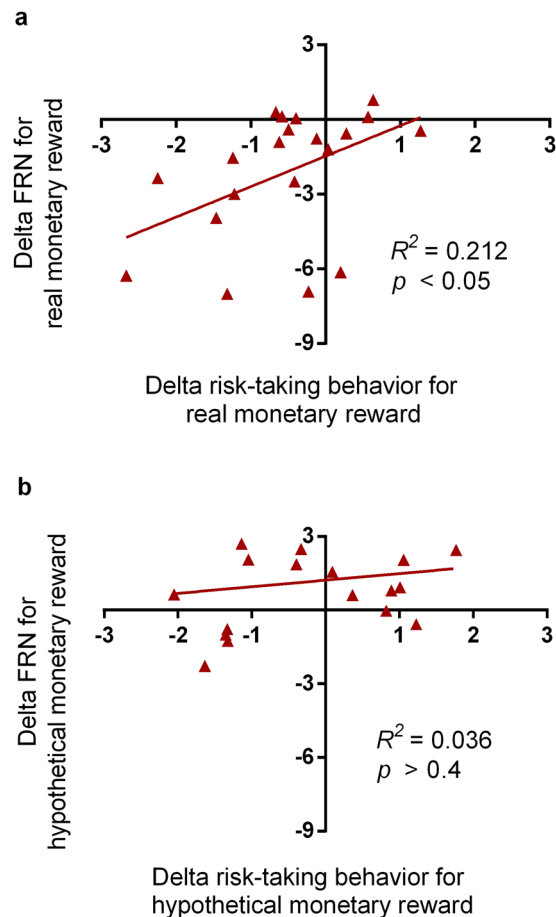 a
3
-3 -2 -1 1 2 3
-3
-6
-9
Delta FRN for
real monetary reward
R² = 0.212
p < 0.05
Delta risk-taking behavior for
real monetary reward
b
3
-3 -2 -1 1 2 3
-3
-6
-9
Delta FRN for
hypothetical monetary reward
R² = 0.036
p > 0.4
Delta risk-taking behavior for
hypothetical monetary reward